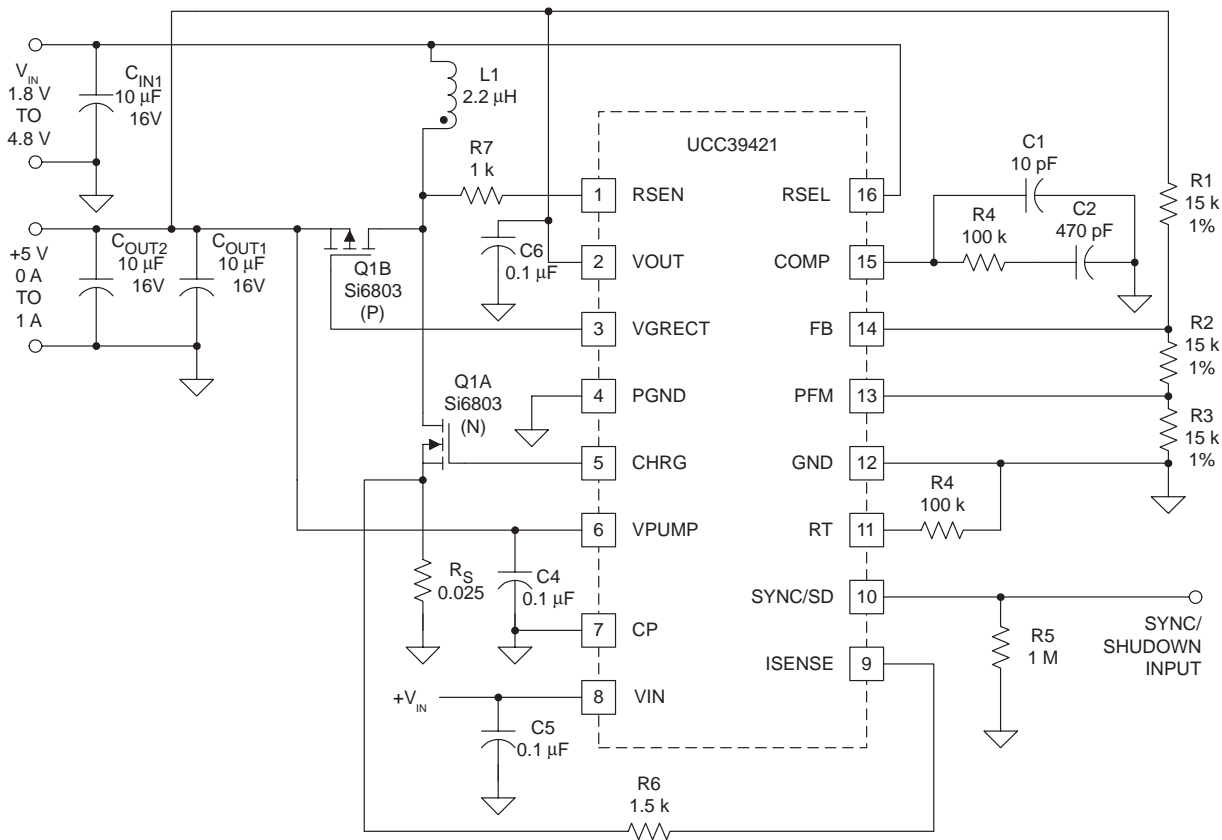 V_IN
1.8 V
TO
4.8 V
C_IN1
10 µF
16V
L1
2.2 µH
R7
1 k
UCC39421
+5 V
0 A
TO
1 A
C_OUT2
10 µF
16V
C_OUT1
10 µF
16V
Q1B
Si6803
(P)
C6
0.1 µF
Q1A
Si6803
(N)
R_S
0.025
C4
0.1 µF
+V_IN
C5
0.1 µF
R6
1.5 k
1 RSEN
2 VOUT
3 VGRECT
4 PGND
5 CHRG
6 VPUMP
7 CP
8 VIN
RSEL 16
COMP 15
FB 14
PFM 13
GND 12
RT 11
SYNC/SD 10
ISENSE 9
C1
10 pF
R4
100 k
C2
470 pF
R1
15 k
1%
R2
15 k
1%
R3
15 k
1%
R4
100 k
R5
1 M
SYNC/
SHUDOWN
INPUT